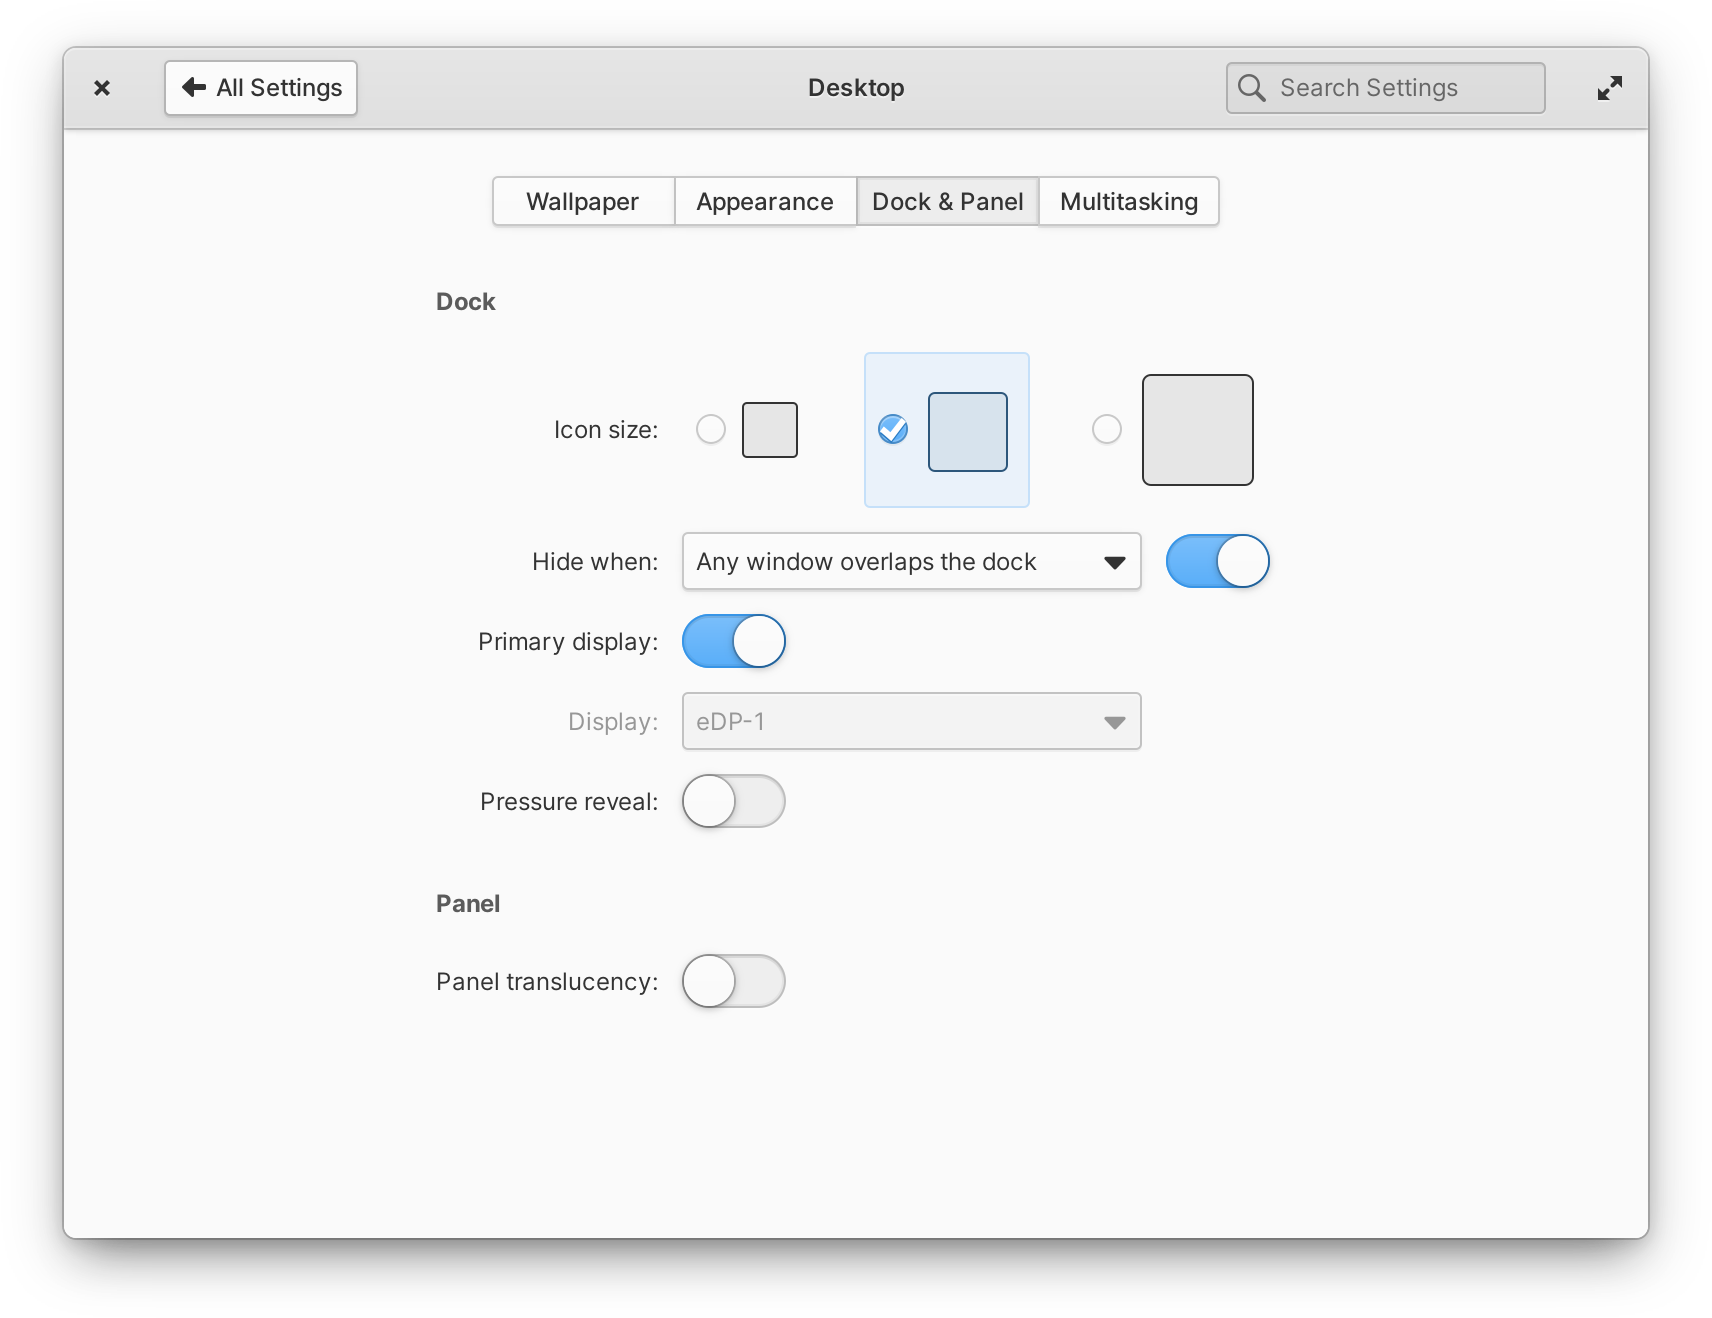 All Settings
Desktop
Search Settings
Wallpaper
Appearance
Dock & Panel
Multitasking
Dock
Icon size:
Hide when:
Any window overlaps the dock
Primary display:
Display:
eDP-1
Pressure reveal:
Panel
Panel translucency: